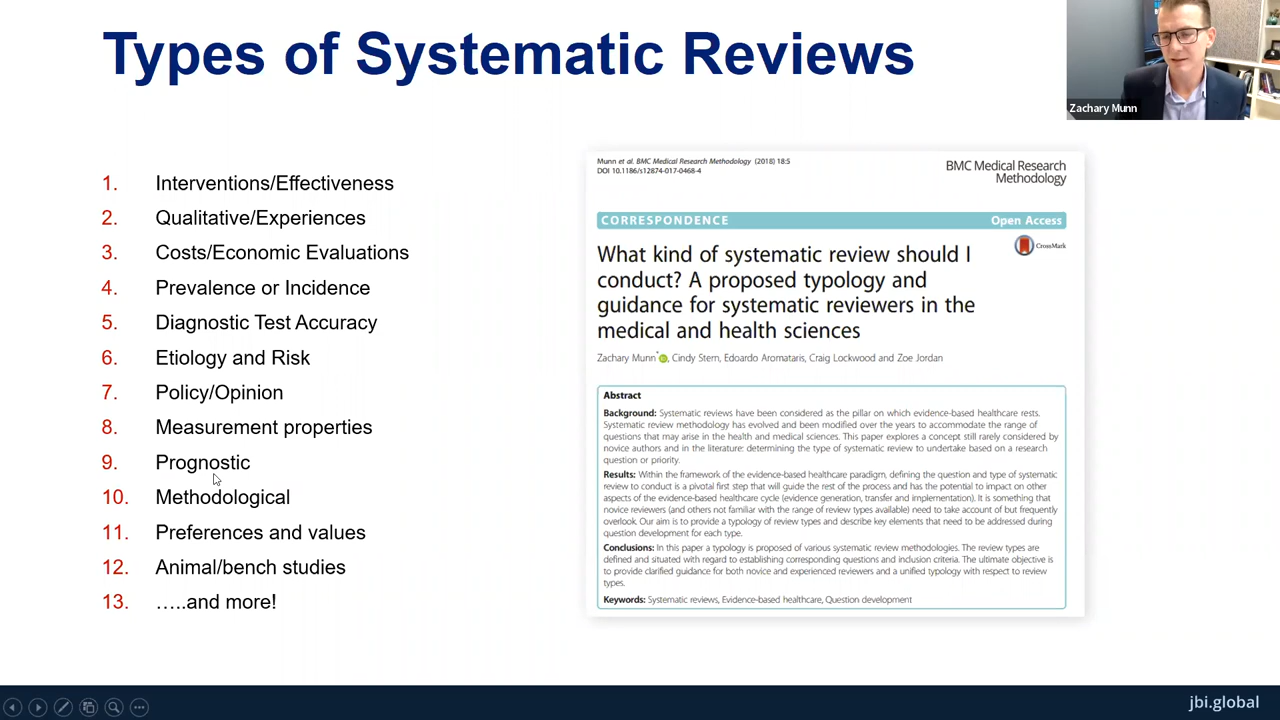 Types of Systematic Reviews
Zachary Munn
1. Interventions/Effectiveness
2. Qualitative/Experiences
3. Costs/Economic Evaluations
4. Prevalence or Incidence
5. Diagnostic Test Accuracy
6. Etiology and Risk
7. Policy/Opinion
8. Measurement properties
9. Prognostic
10. Methodological
11. Preferences and values
12. Animal/bench studies
13. …..and more!
Munn et al. BMC Medical Research Methodology (2018) 18:5
DOI 10.1186/s12874-017-0468-4
BMC Medical Research
Methodology
CORRESPONDENCE
Open Access
CrossMark
What kind of systematic review should I
conduct? A proposed typology and
guidance for systematic reviewers in the
medical and health sciences
Zachary Munn*, Cindy Stern, Edoardo Aromataris, Craig Lockwood and Zoe Jordan
Abstract
Background: Systematic reviews have been considered as the pillar on which evidence-based healthcare rests.
Systematic review methodology has evolved and been modified over the years to accommodate the range of
questions that may arise in the health and medical sciences. This paper explores a concept still rarely considered by
novice authors and in the literature: determining the type of systematic review to undertake based on a research
question or priority.
Results: Within the framework of the evidence-based healthcare paradigm, defining the question and type of systematic
review to conduct is a pivotal first step that will guide the rest of the process and has the potential to impact on other
aspects of the evidence-based healthcare cycle (evidence generation, transfer and implementation). It is something that
novice reviewers (and others not familiar with the range of review types available) need to take account of but frequently
overlook. Our aim is to provide a typology of review types and describe key elements that need to be addressed during
question development for each type.
Conclusions: In this paper a typology is proposed of various systematic review methodologies. The review types are
defined and situated with regard to establishing corresponding questions and inclusion criteria. The ultimate objective is
to provide clarified guidance for both novice and experienced reviewers and a unified typology with respect to review
types.
Keywords: Systematic reviews, Evidence-based healthcare, Question development
jbi.global